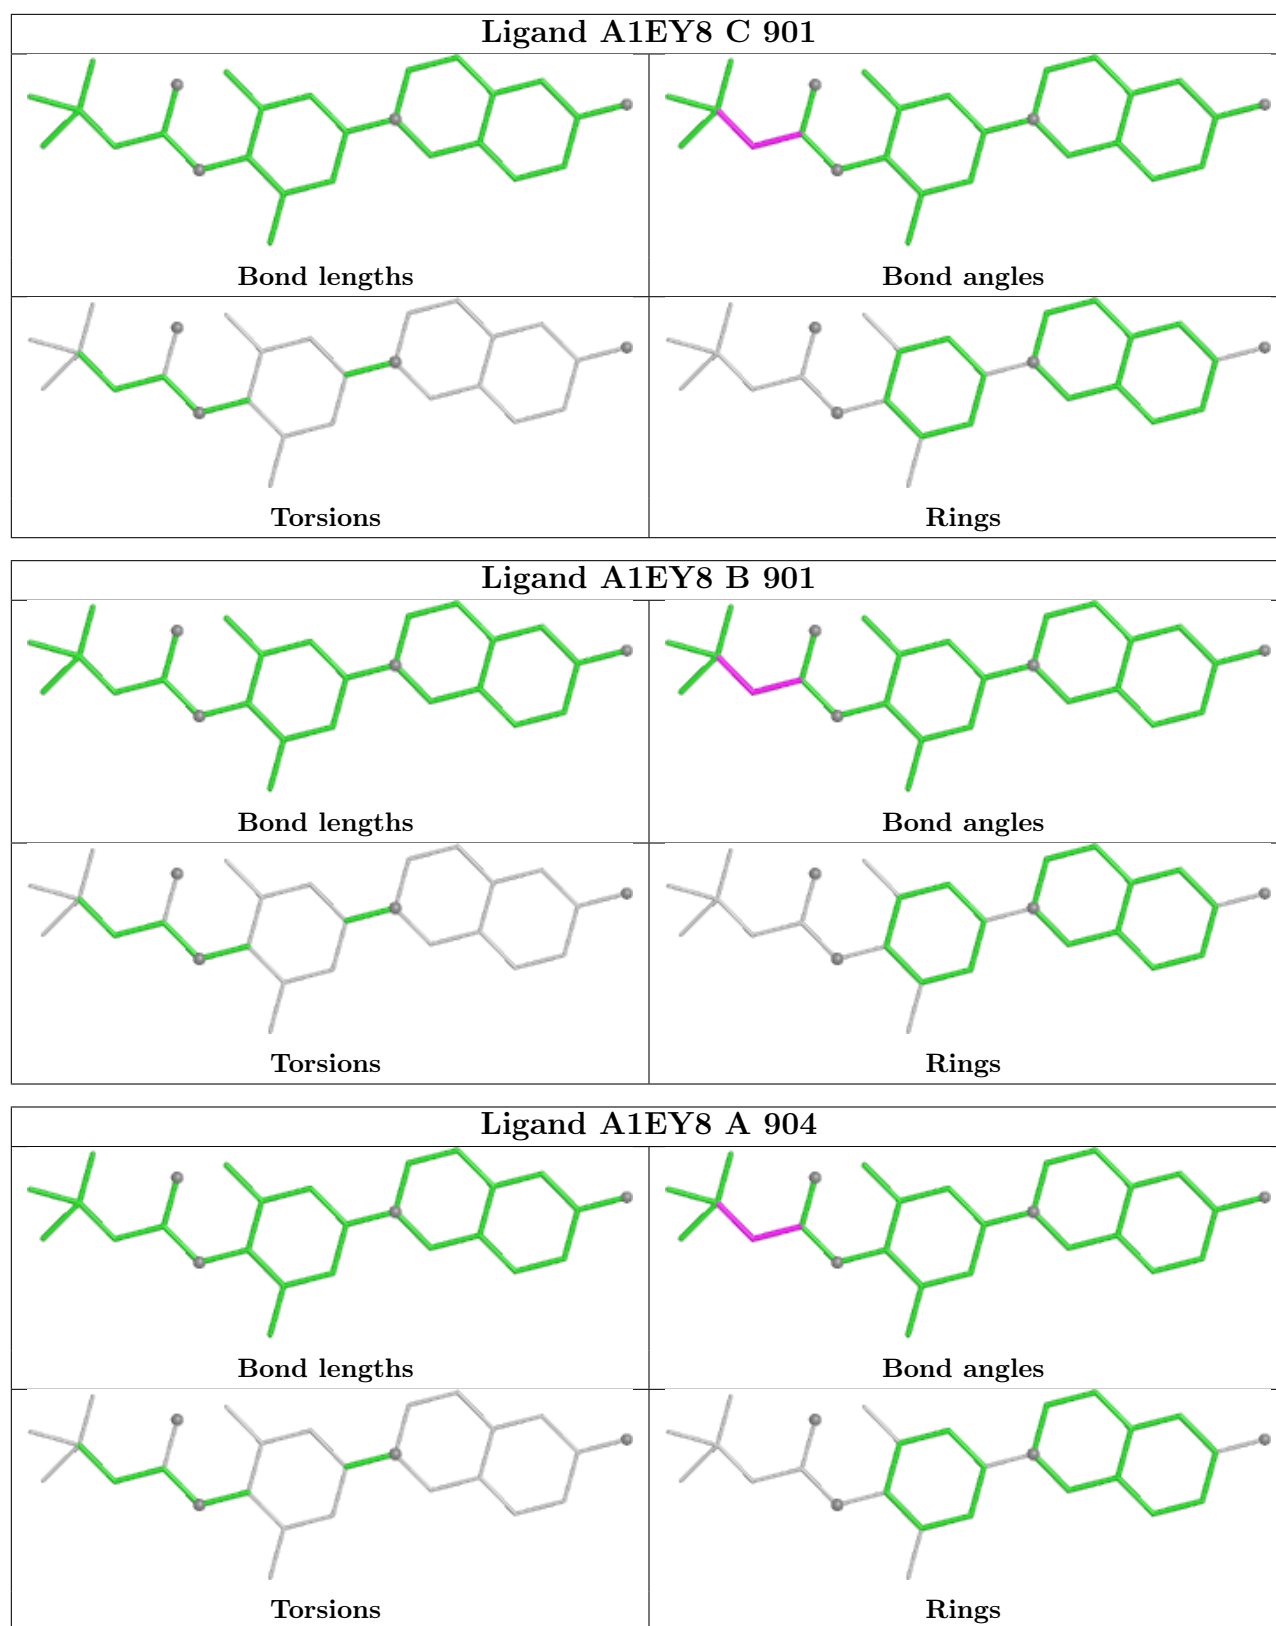 Ligand A1EY8 C 901
Bond lengths
Bond angles
Torsions
Rings
Ligand A1EY8 B 901
Bond lengths
Bond angles
Torsions
Rings
Ligand A1EY8 A 904
Bond lengths
Bond angles
Torsions
Rings